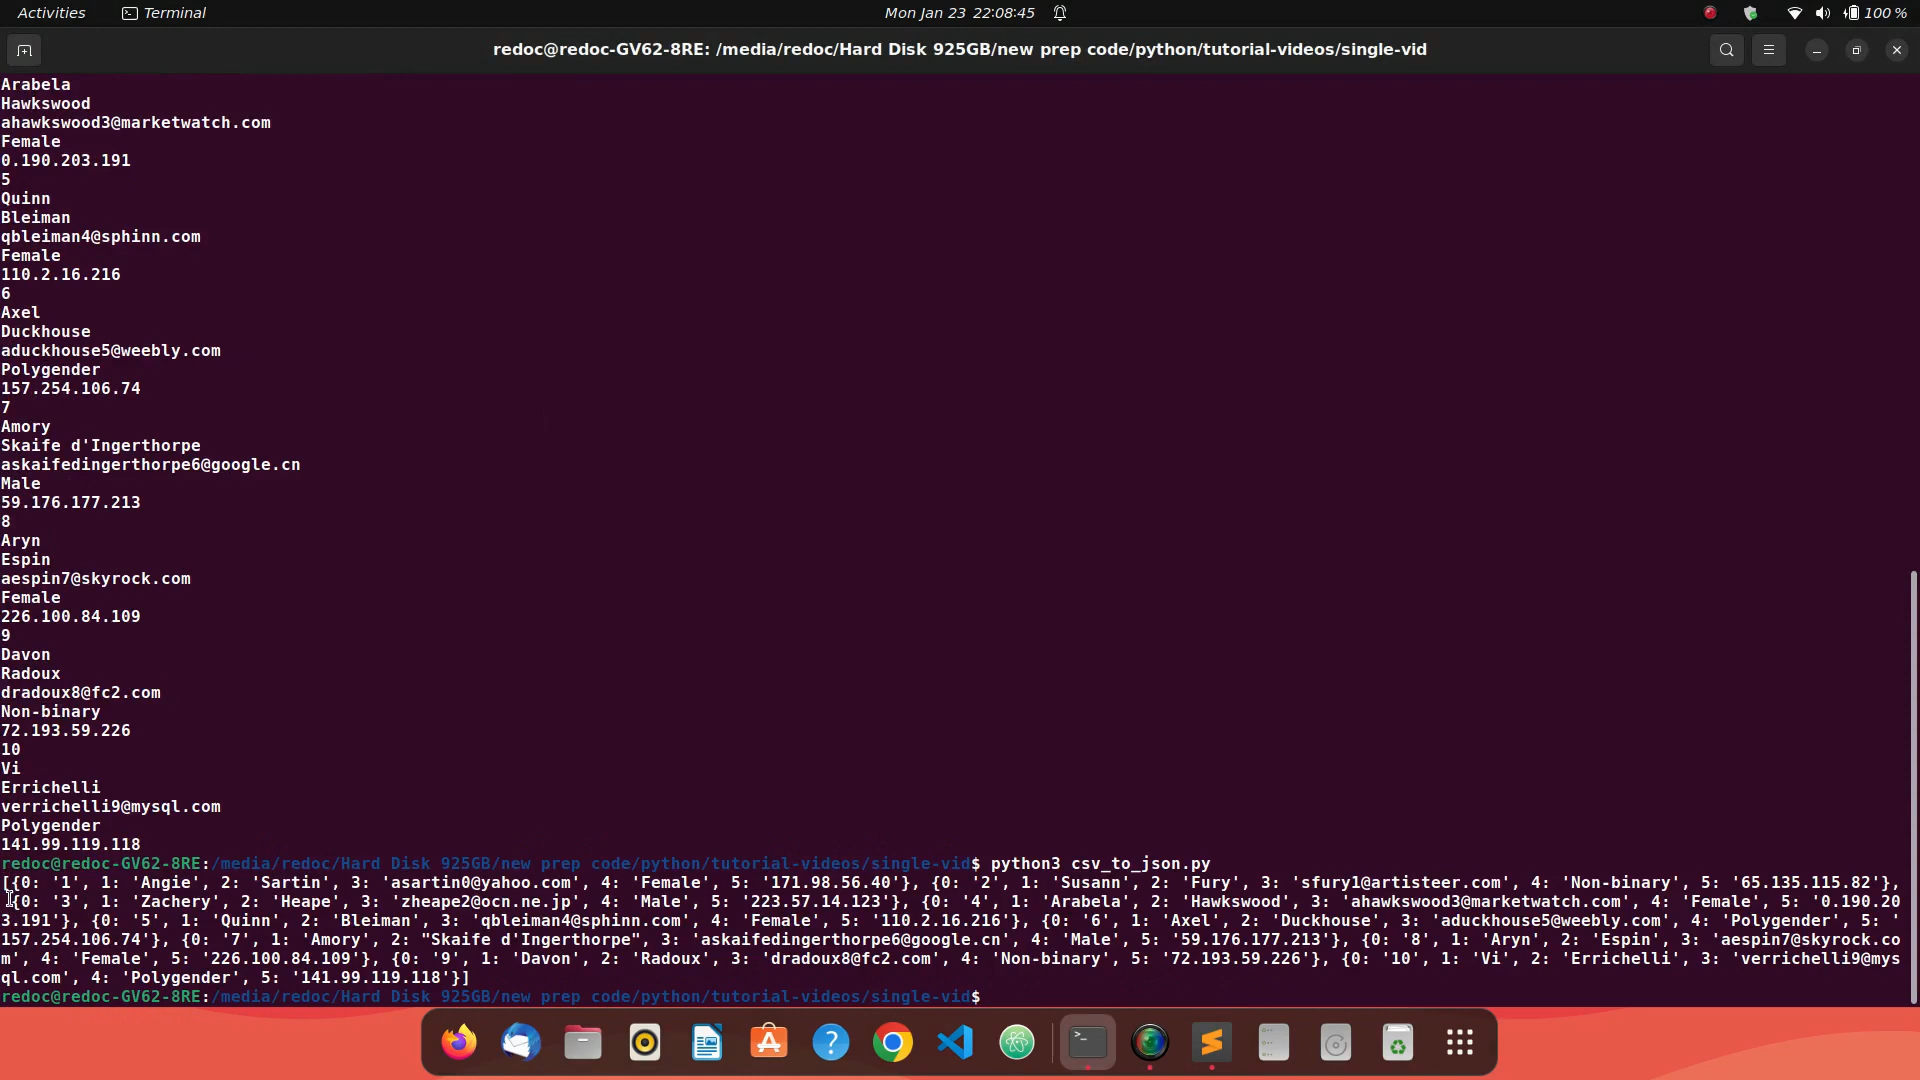 Activities Terminal Mon Jan 23 22:08:45 100 %
redoc@redoc-GV62-8RE: /media/redoc/Hard Disk 925GB/new prep code/python/tutorial-videos/single-vid
Arabela
Hawkswood
ahawkswood3@marketwatch.com
Female
0.190.203.191
5
Quinn
Bleiman
qbleiman4@sphinn.com
Female
110.2.16.216
6
Axel
Duckhouse
aduckhouse5@weebly.com
Polygender
157.254.106.74
7
Amory
Skaife d'Ingerthorpe
askaifedingerthorpe6@google.cn
Male
59.176.177.213
8
Aryn
Espin
aespin7@skyrock.com
Female
226.100.84.109
9
Davon
Radoux
dradoux8@fc2.com
Non-binary
72.193.59.226
10
Vi
Errichelli
verrichelli9@mysql.com
Polygender
141.99.119.118
redoc@redoc-GV62-8RE:/media/redoc/Hard Disk 925GB/new prep code/python/tutorial-videos/single-vid$ python3 csv_to_json.py
[{0: '1', 1: 'Angie', 2: 'Sartin', 3: 'asartin0@yahoo.com', 4: 'Female', 5: '171.98.56.40'}, {0: '2', 1: 'Susann', 2: 'Fury', 3: 'sfury1@artisteer.com', 4: 'Non-binary', 5: '65.135.115.82'},
{0: '3', 1: 'Zachery', 2: 'Heape', 3: 'zheape2@ocn.ne.jp', 4: 'Male', 5: '223.57.14.123'}, {0: '4', 1: 'Arabela', 2: 'Hawkswood', 3: 'ahawkswood3@marketwatch.com', 4: 'Female', 5: '0.190.20
3.191'}, {0: '5', 1: 'Quinn', 2: 'Bleiman', 3: 'qbleiman4@sphinn.com', 4: 'Female', 5: '110.2.16.216'}, {0: '6', 1: 'Axel', 2: 'Duckhouse', 3: 'aduckhouse5@weebly.com', 4: 'Polygender', 5: '
157.254.106.74'}, {0: '7', 1: 'Amory', 2: "Skaife d'Ingerthorpe", 3: 'askaifedingerthorpe6@google.cn', 4: 'Male', 5: '59.176.177.213'}, {0: '8', 1: 'Aryn', 2: 'Espin', 3: 'aespin7@skyrock.co
m', 4: 'Female', 5: '226.100.84.109'}, {0: '9', 1: 'Davon', 2: 'Radoux', 3: 'dradoux8@fc2.com', 4: 'Non-binary', 5: '72.193.59.226'}, {0: '10', 1: 'Vi', 2: 'Errichelli', 3: 'verrichelli9@mys
ql.com', 4: 'Polygender', 5: '141.99.119.118'}]
redoc@redoc-GV62-8RE:/media/redoc/Hard Disk 925GB/new prep code/python/tutorial-videos/single-vid$